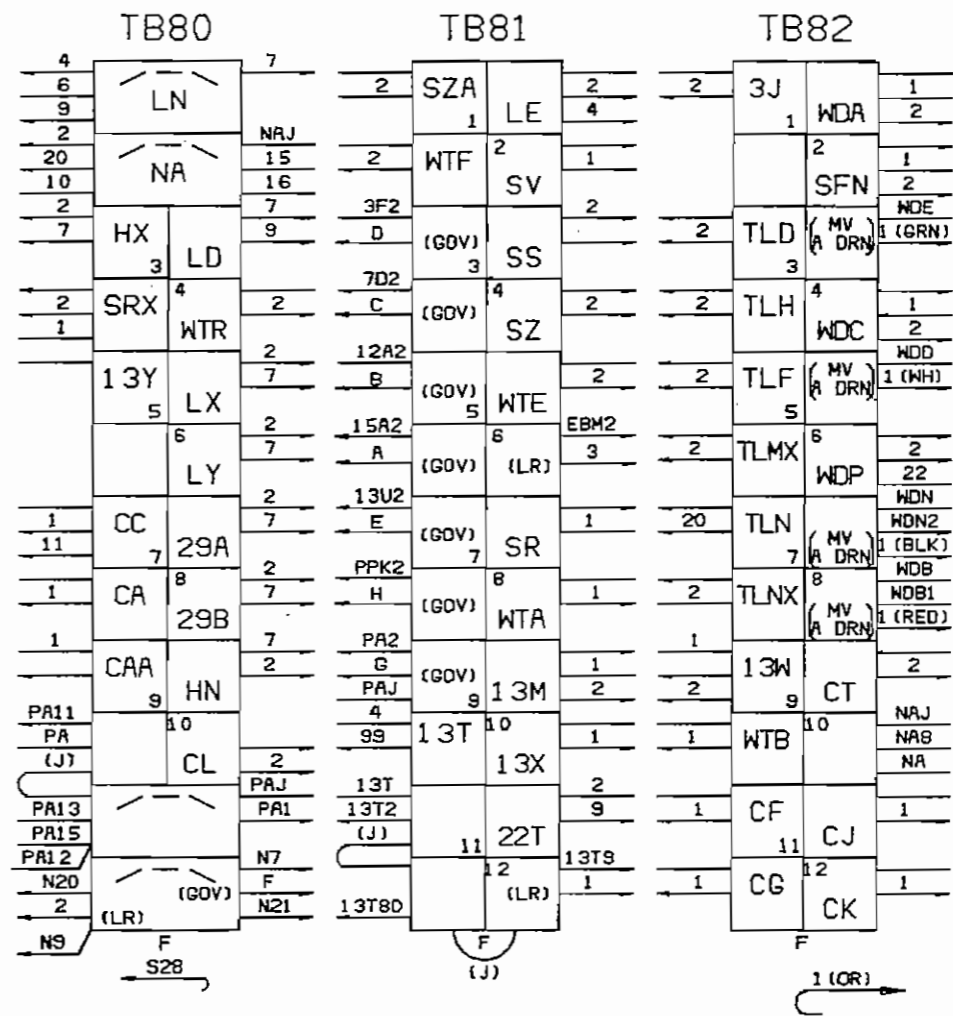 TB80 TB81 TB82
4 7
6 LN 2 SZA 2 2 3J 1
9 1 LE 4 1 WDA 2
2 NAJ
20 NA 15 2 WTF 2 1 2 1
10 16 SV SFN 2
2 7 3F2 2 WDE
7 HX LD 9 D (GOV) SS 2 TLD (MV A DRN) 1 (GRN)
3 3 3
7D2
2 SRX 4 2 C (GOV) 4 2 2 TLH 4 1
1 WTR SZ WDC 2
2 12A2 WDD
13Y 7 B (GOV) 2 2 TLF (MV A DRN) 1 (WH)
5 LX 5 WTE 5
2 15A2 EBM2
6 7 A (GOV) (LR) 3 2 TLMX 6 2
LY WDP 22
2 13U2 WDN
1 CC 7 E (GOV) 1 20 TLN WDN2
11 7 29A 7 SR 7 (MV A DRN) 1 (BLK)
2 PPK2 WDB
1 CA 8 7 H (GOV) 8 1 2 TLNX 8 WDB1
29B WTA (MV A DRN) 1 (RED)
1 7 PA2 1
CAA 2 G (GOV) 1 13W 2
9 HN PAJ 9 13M 2 2 9 CT
PA11 4 NAJ
PA 10 99 13T 10 1 1 WTB 10 NA8
(J) CL 2 13X NA
PAJ 13T 2
PA13 PA1 13T2 9 1 CF 1
PA15 (J) 11 22T 11 CJ
PA12 N7 13T9
N20 (GOV) F 12 (LR) 1 1 CG 12 1
2 (LR) N21 13T8D CK
N9 F F F
S28 (J) 1 (OR)